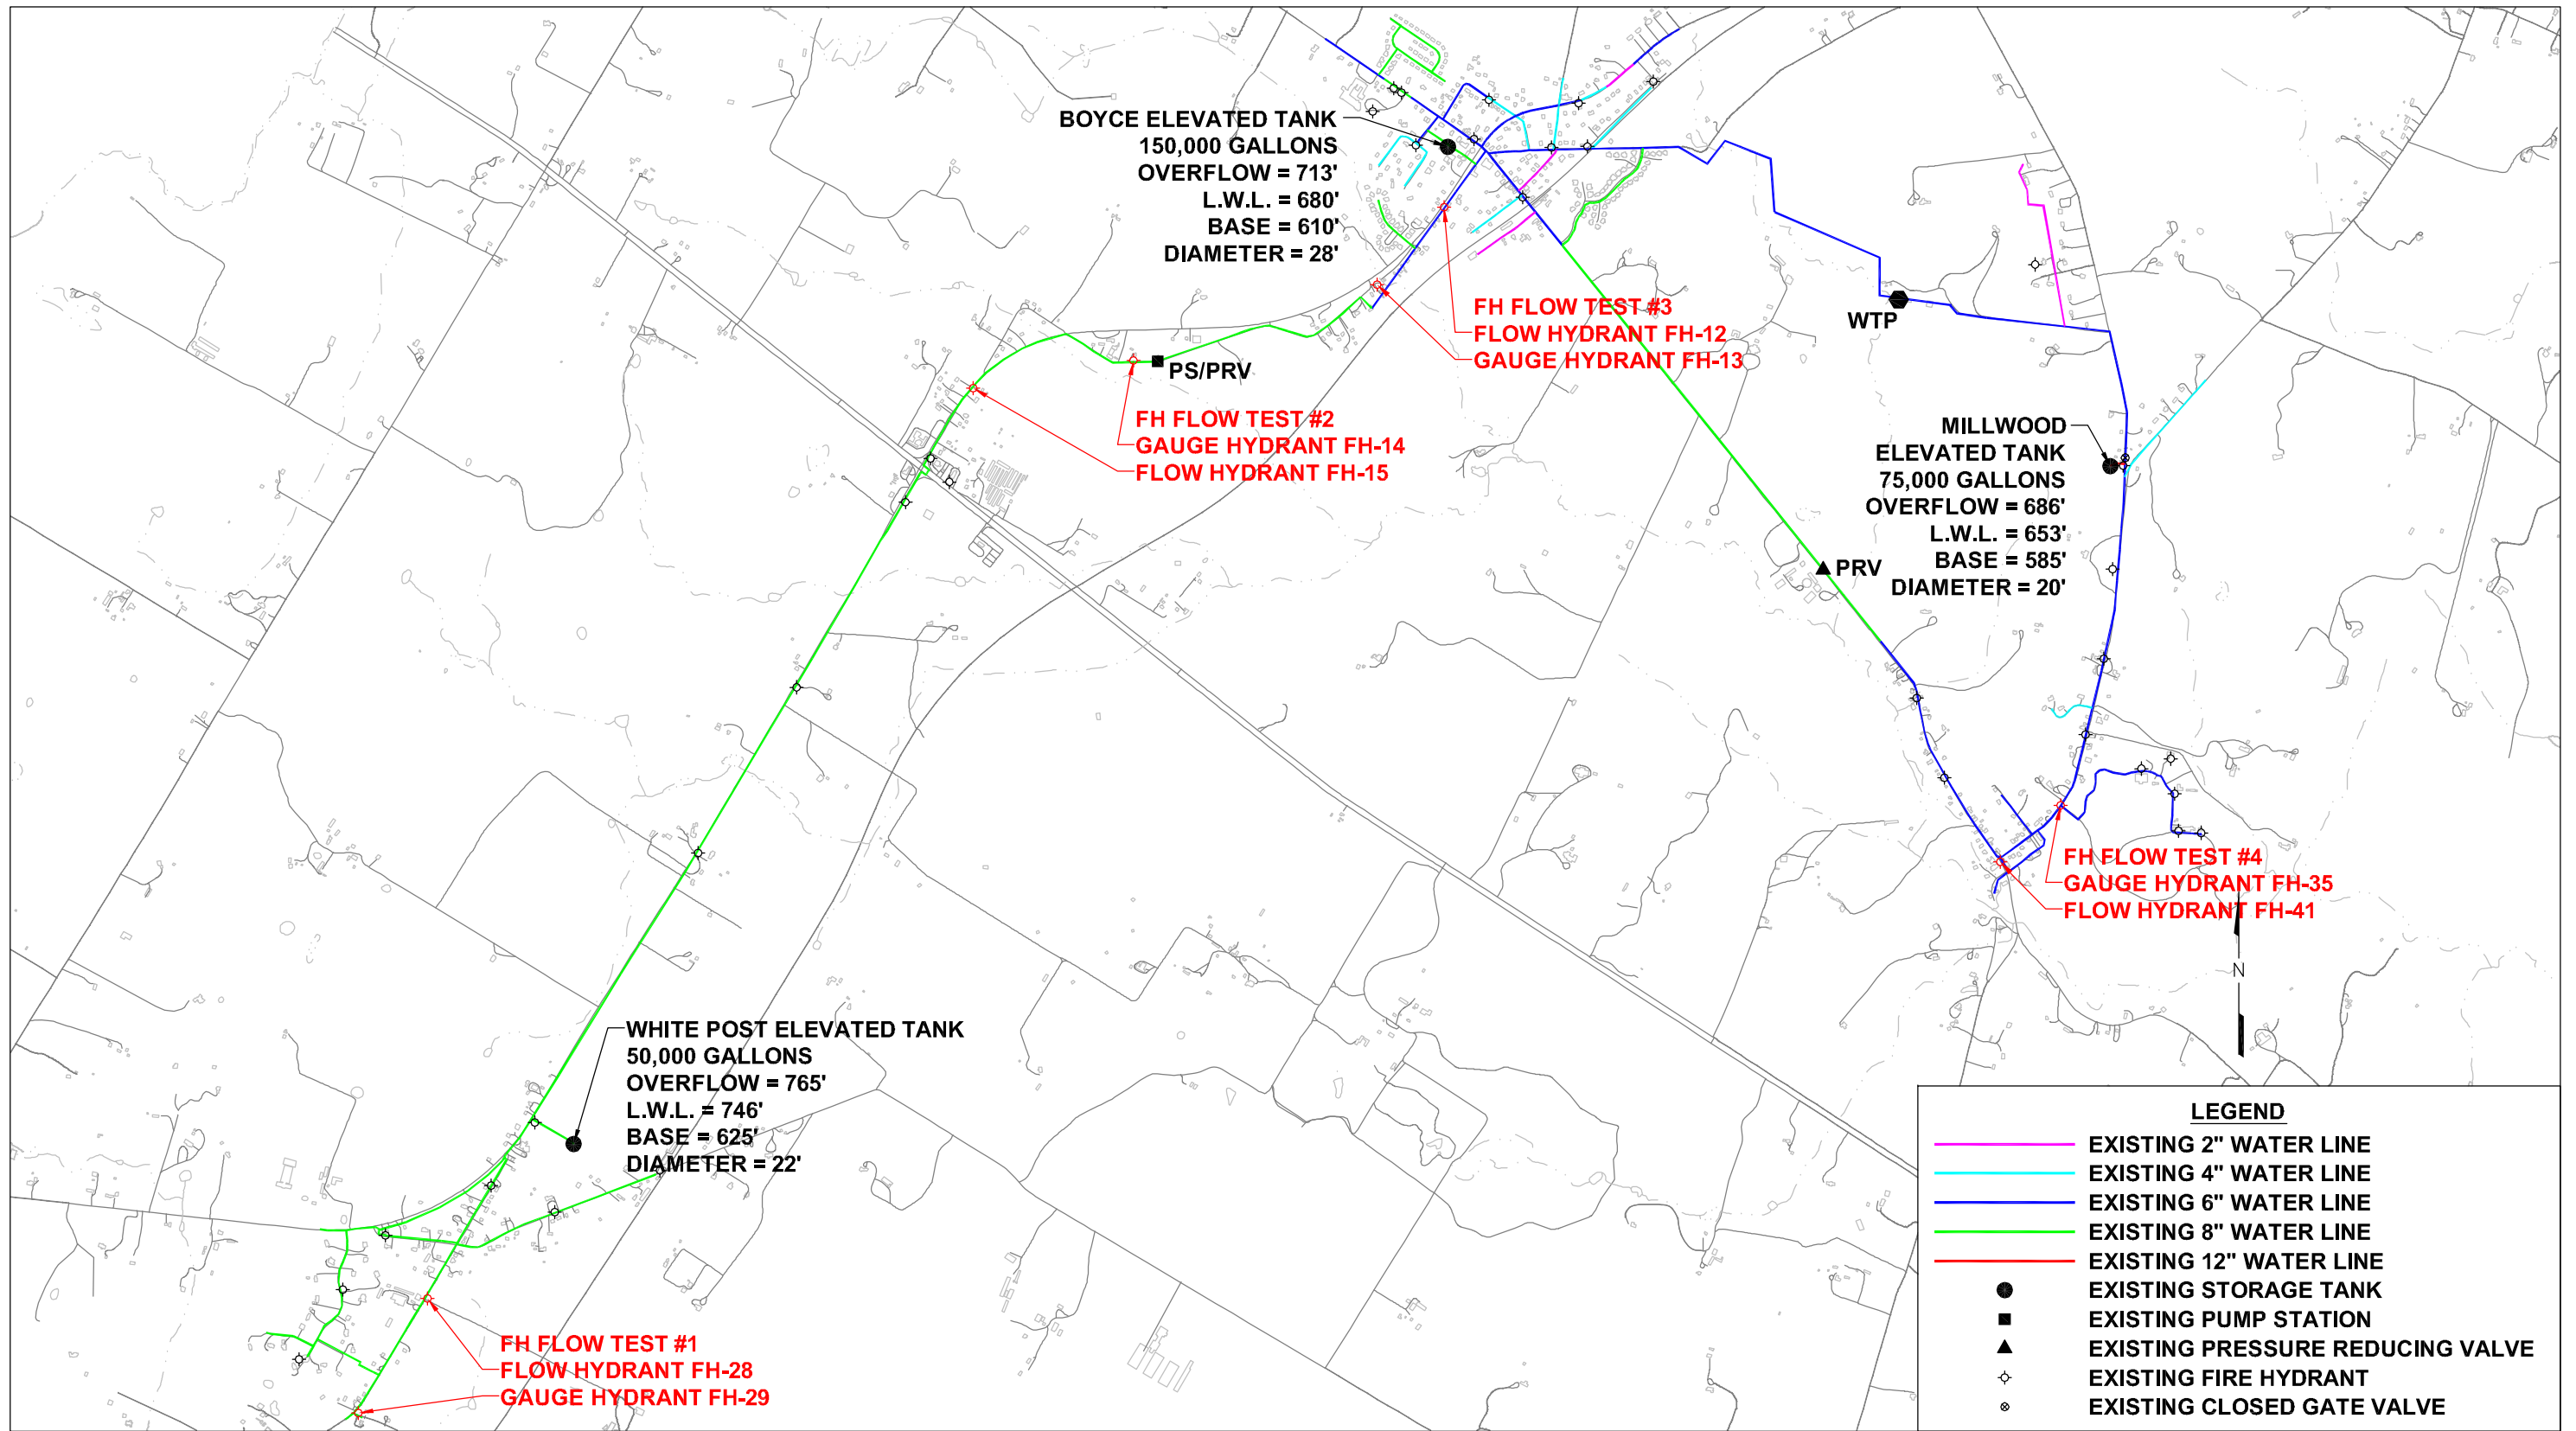 BOYCE ELEVATED TANK
150,000 GALLONS
OVERFLOW = 713'
L.W.L. = 680'
BASE = 610'
DIAMETER = 28'
FH FLOW TEST #3
FLOW HYDRANT FH-12
GAUGE HYDRANT FH-13
WTP
PS/PRV
FH FLOW TEST #2
GAUGE HYDRANT FH-14
FLOW HYDRANT FH-15
MILLWOOD
ELEVATED TANK
75,000 GALLONS
OVERFLOW = 686'
L.W.L. = 653'
BASE = 585'
DIAMETER = 20'
PRV
FH FLOW TEST #4
GAUGE HYDRANT FH-35
FLOW HYDRANT FH-41
N
WHITE POST ELEVATED TANK
50,000 GALLONS
OVERFLOW = 765'
L.W.L. = 746'
BASE = 625'
DIAMETER = 22'
FH FLOW TEST #1
FLOW HYDRANT FH-28
GAUGE HYDRANT FH-29
LEGEND
EXISTING 2" WATER LINE
EXISTING 4" WATER LINE
EXISTING 6" WATER LINE
EXISTING 8" WATER LINE
EXISTING 12" WATER LINE
EXISTING STORAGE TANK
EXISTING PUMP STATION
EXISTING PRESSURE REDUCING VALVE
EXISTING FIRE HYDRANT
EXISTING CLOSED GATE VALVE